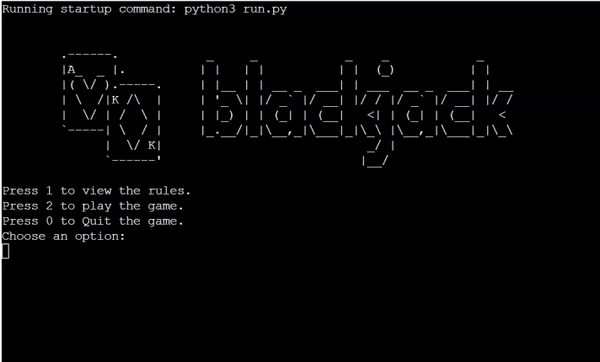 Running startup command: python3 run.py
A
K
K
blackjack
Press 1 to view the rules.
Press 2 to play the game.
Press 0 to Quit the game.
Choose an option: